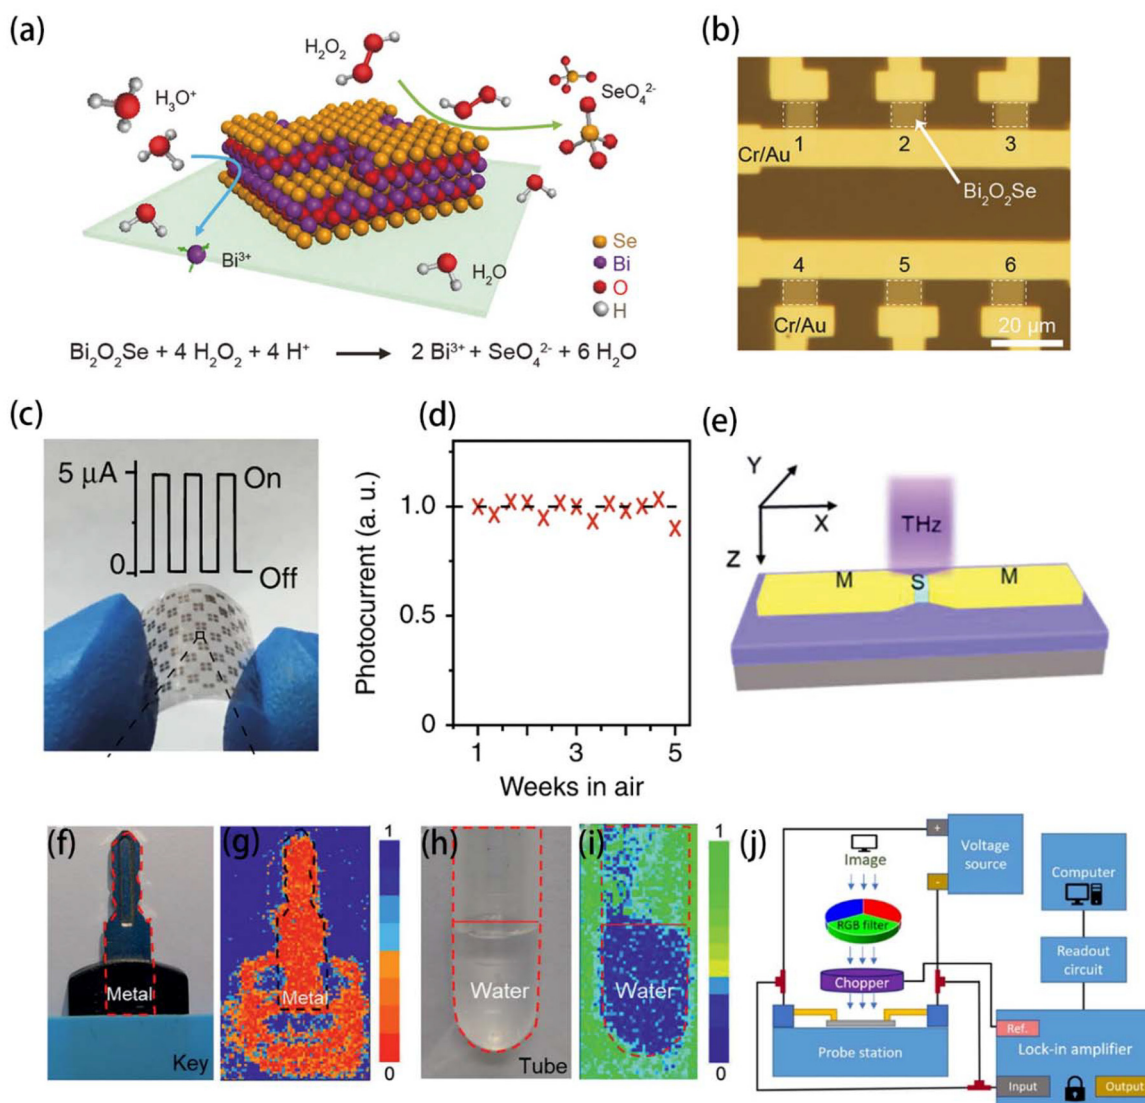 (a)
H₂O₂
H₃O⁺
SeO₄²⁻
Bi³⁺
H₂O
Se
Bi
O
H
Bi₂O₂Se + 4 H₂O₂ + 4 H⁺ ⟶ 2 Bi³⁺ + SeO₄²⁻ + 6 H₂O
(b)
1 2 3
Cr/Au
Bi₂O₂Se
4 5 6
Cr/Au
20 μm
(c)
5 μA
On
0
Off
(d)
Photocurrent (a. u.)
1.0
0.5
0
1 3 5
Weeks in air
(e)
Y
X
Z
THz
M S M
(f)
Metal
Key
(g)
Metal
1
0
(h)
Water
Tube
(i)
Water
1
0
(j)
Image
RGB filter
Chopper
Probe station
+
-
Voltage
source
Computer
Readout
circuit
Ref.
Lock-in amplifier
Input
Output